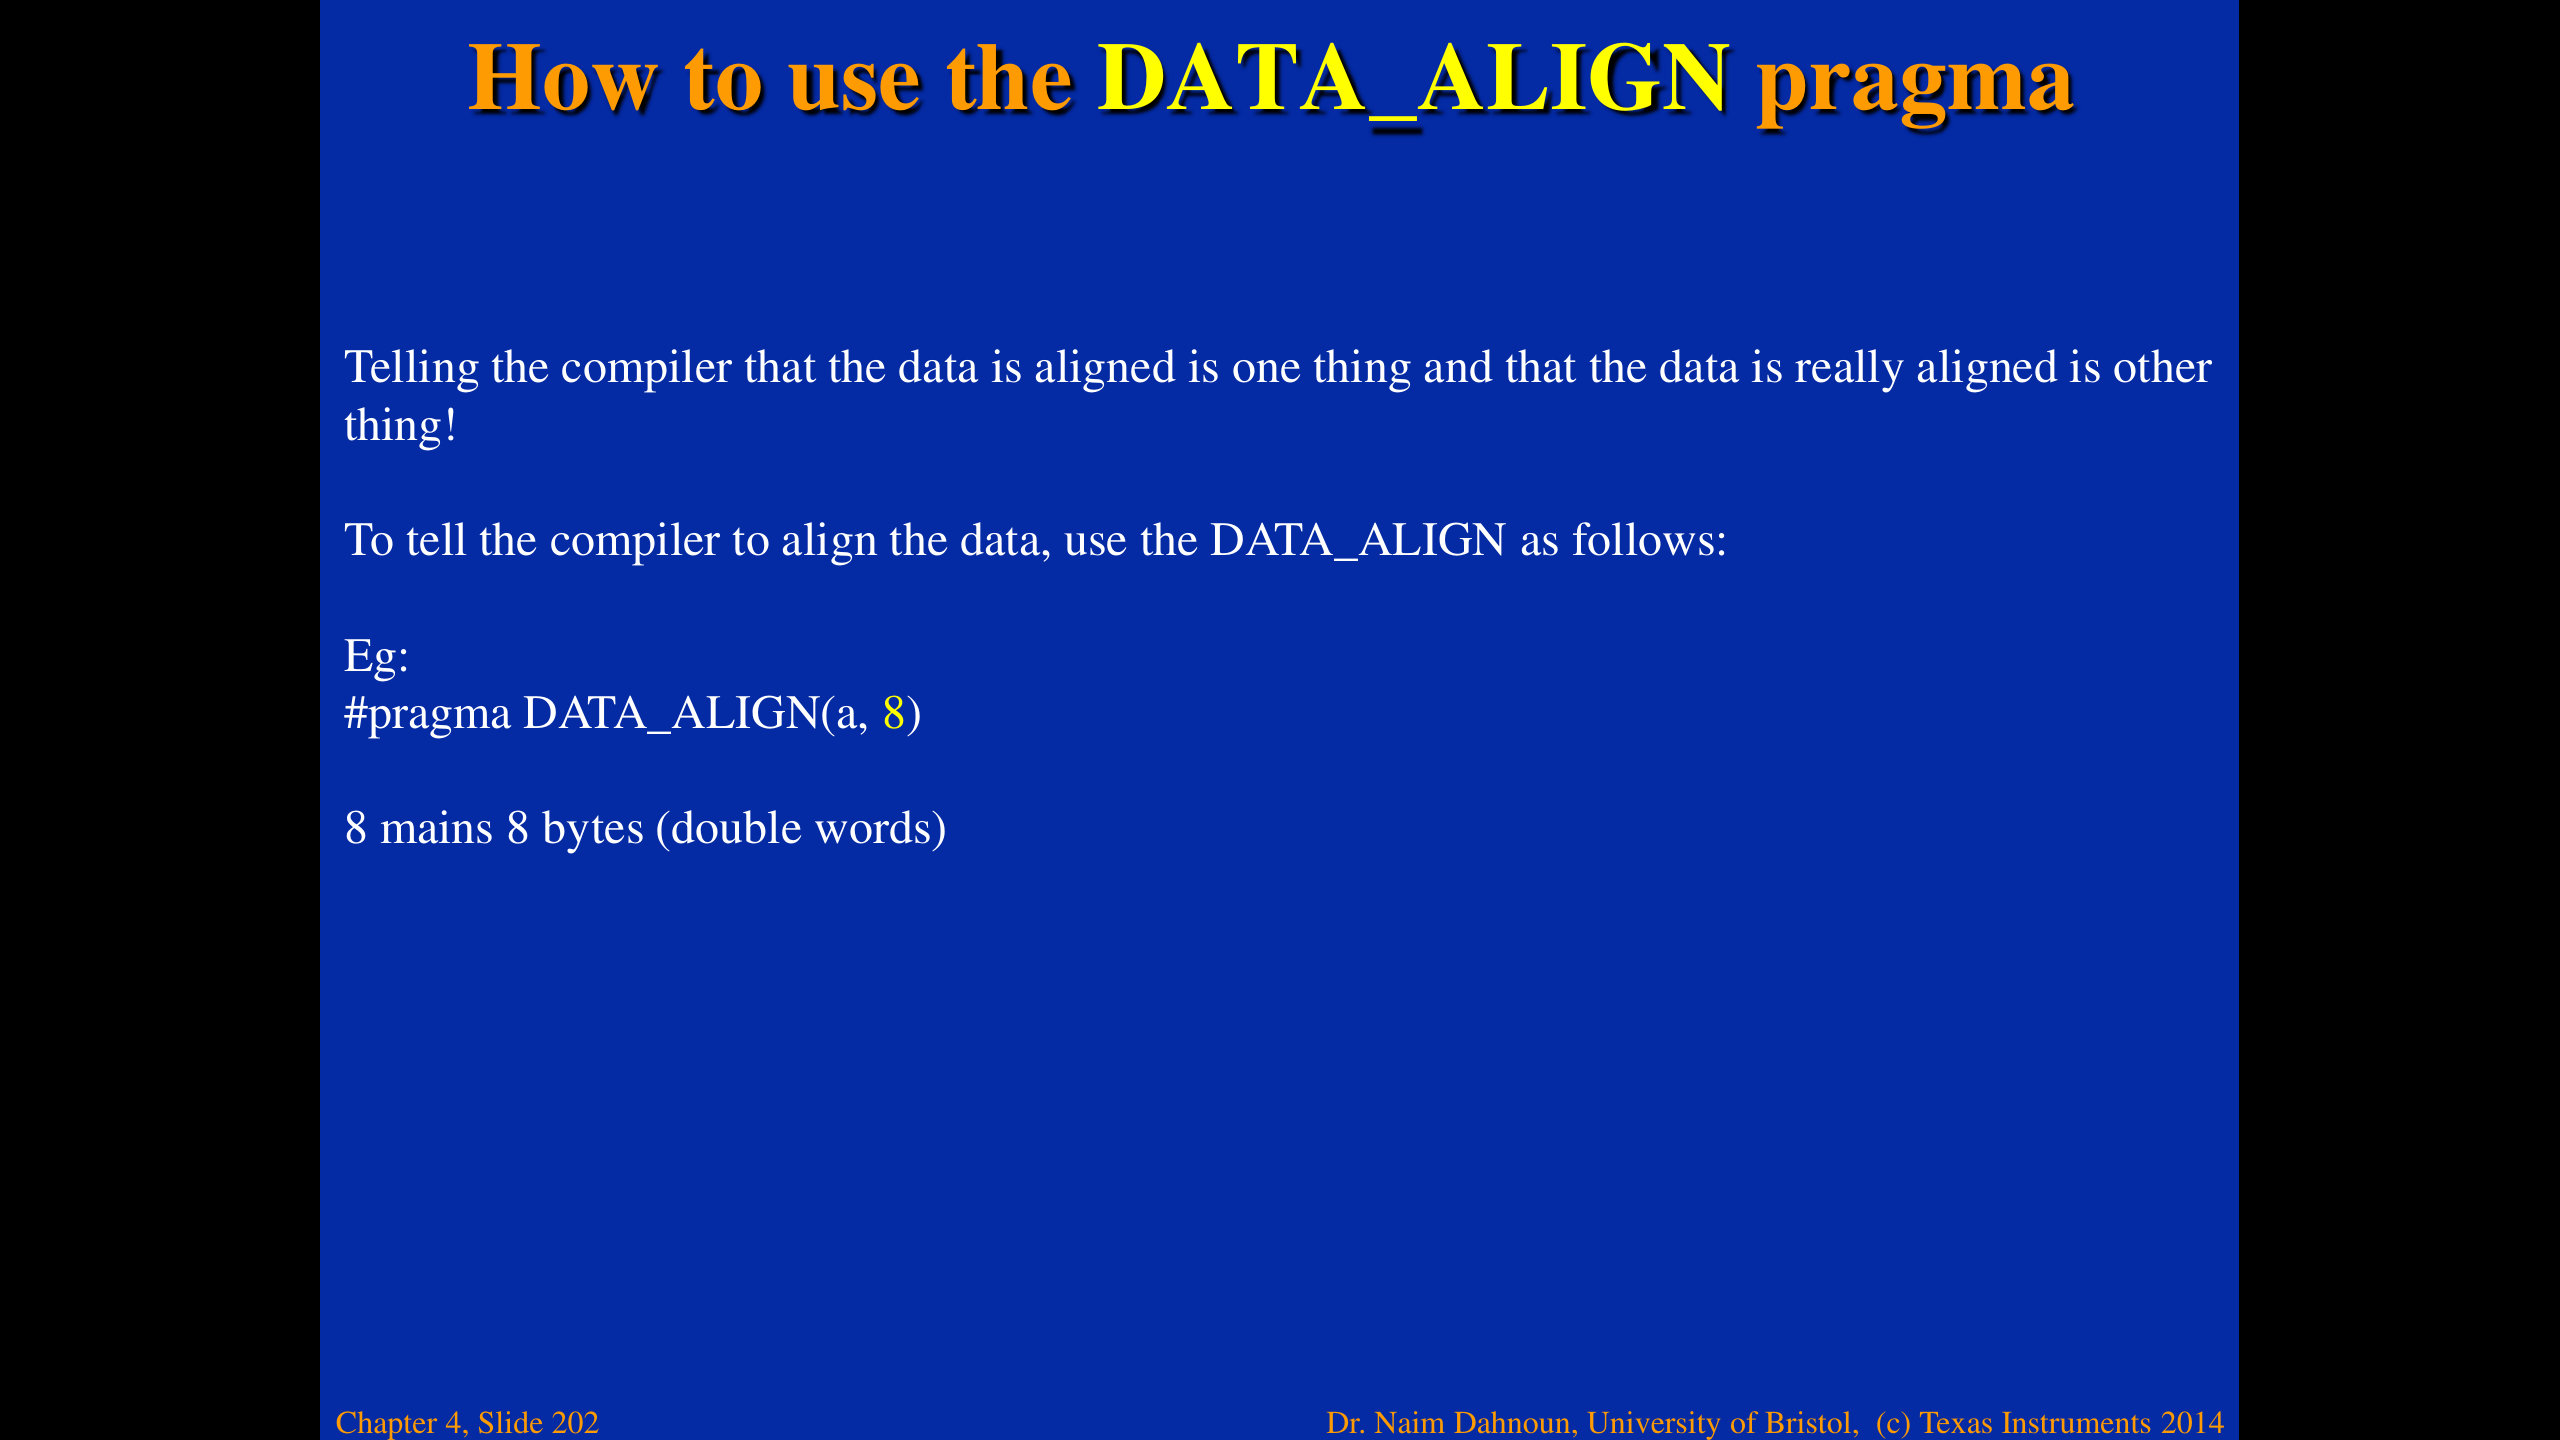 How to use the DATA_ALIGN pragma
Telling the compiler that the data is aligned is one thing and that the data is really aligned is other
thing!
To tell the compiler to align the data, use the DATA_ALIGN as follows:
Eg:
#pragma DATA_ALIGN(a, 8)
8 mains 8 bytes (double words)
Chapter 4, Slide 202
Dr. Naim Dahnoun, University of Bristol, (c) Texas Instruments 2014